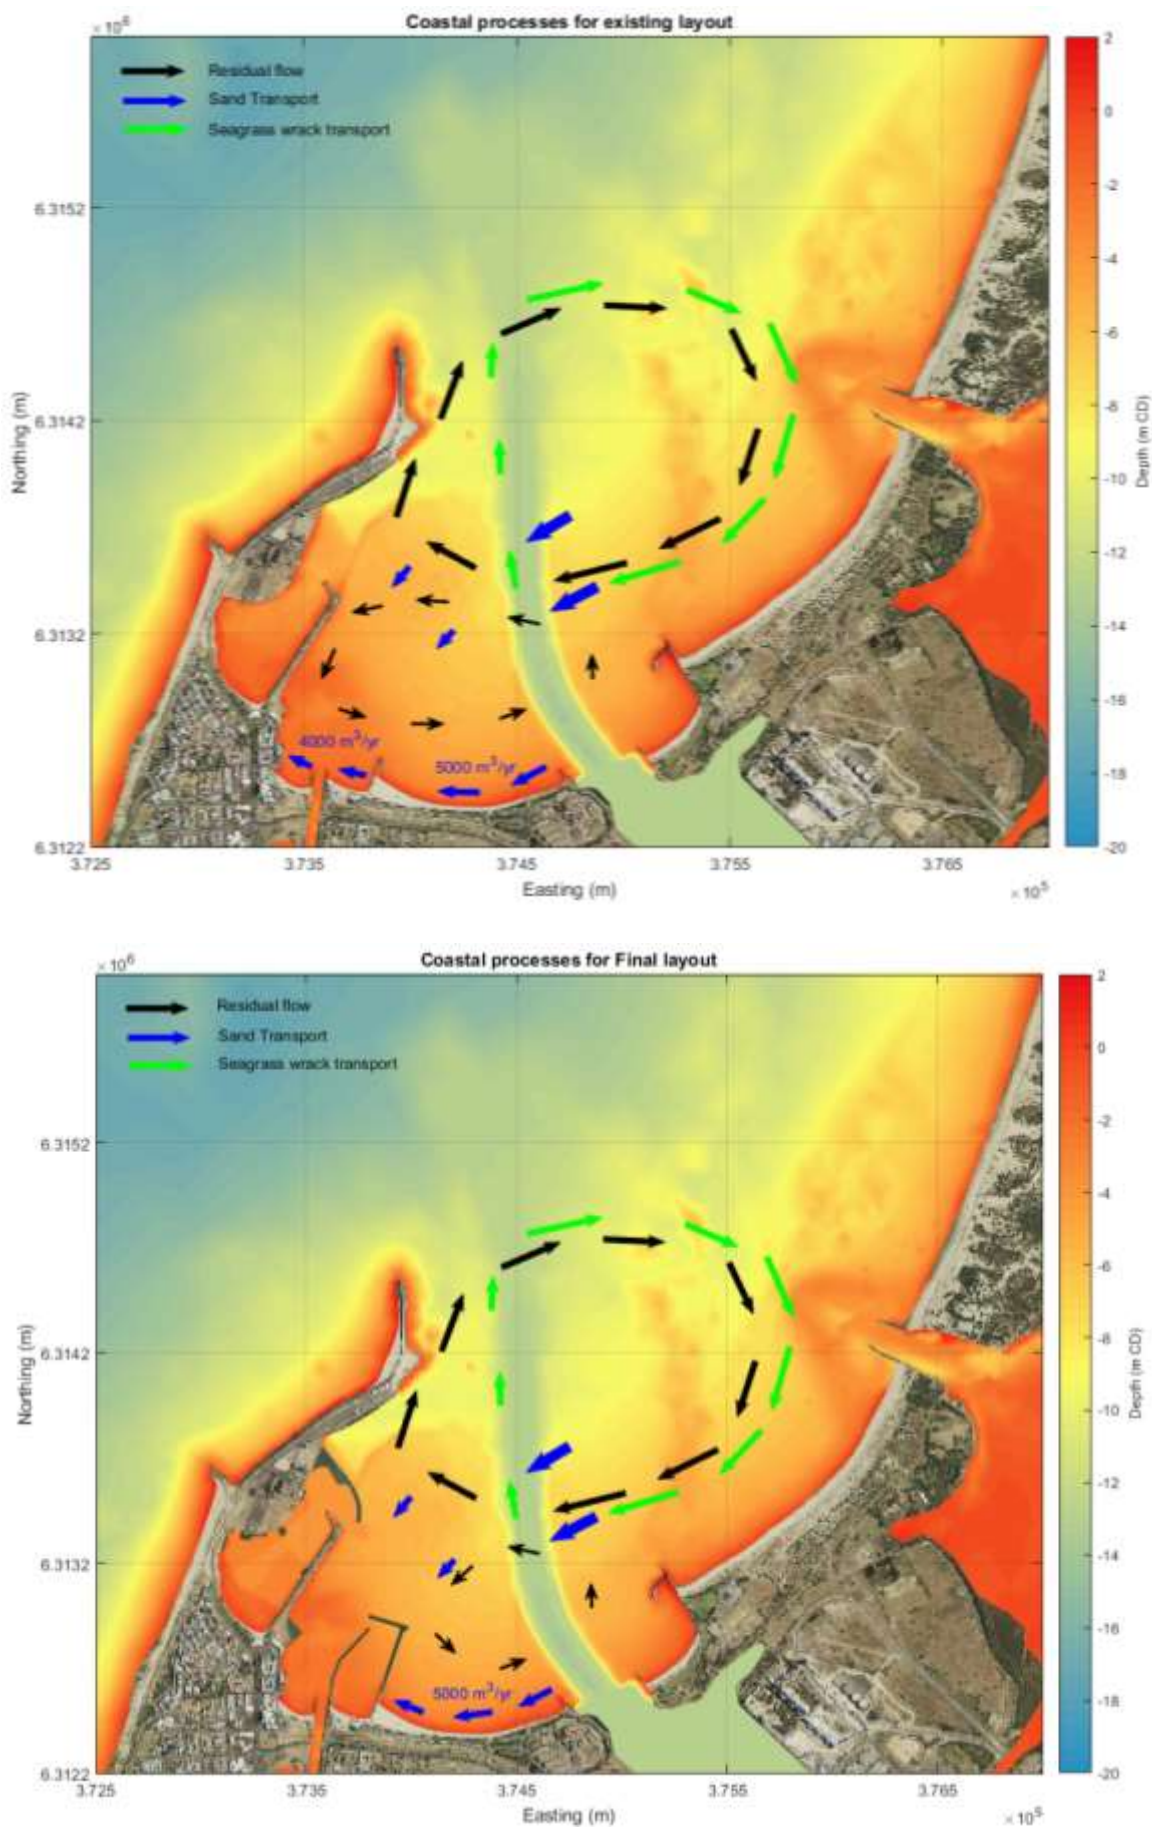 Coastal processes for existing layout
× 10⁶
Residual flow
Sand Transport
Seagrass wrack transport
6.3152
6.3142
6.3132
6.3122
Northing (m)
4000 m³/yr
5000 m³/yr
3.725
3.735
3.745
3.755
3.765
Easting (m)
× 10⁵
2
0
-2
-4
-6
-8
-10
-12
-14
-16
-18
-20
Depth (m CD)
Coastal processes for Final layout
× 10⁶
Residual flow
Sand Transport
Seagrass wrack transport
6.3152
6.3142
6.3132
6.3122
Northing (m)
5000 m³/yr
3.725
3.735
3.745
3.755
3.765
Easting (m)
× 10⁵
2
0
-2
-4
-6
-8
-10
-12
-14
-16
-18
-20
Depth (m CD)